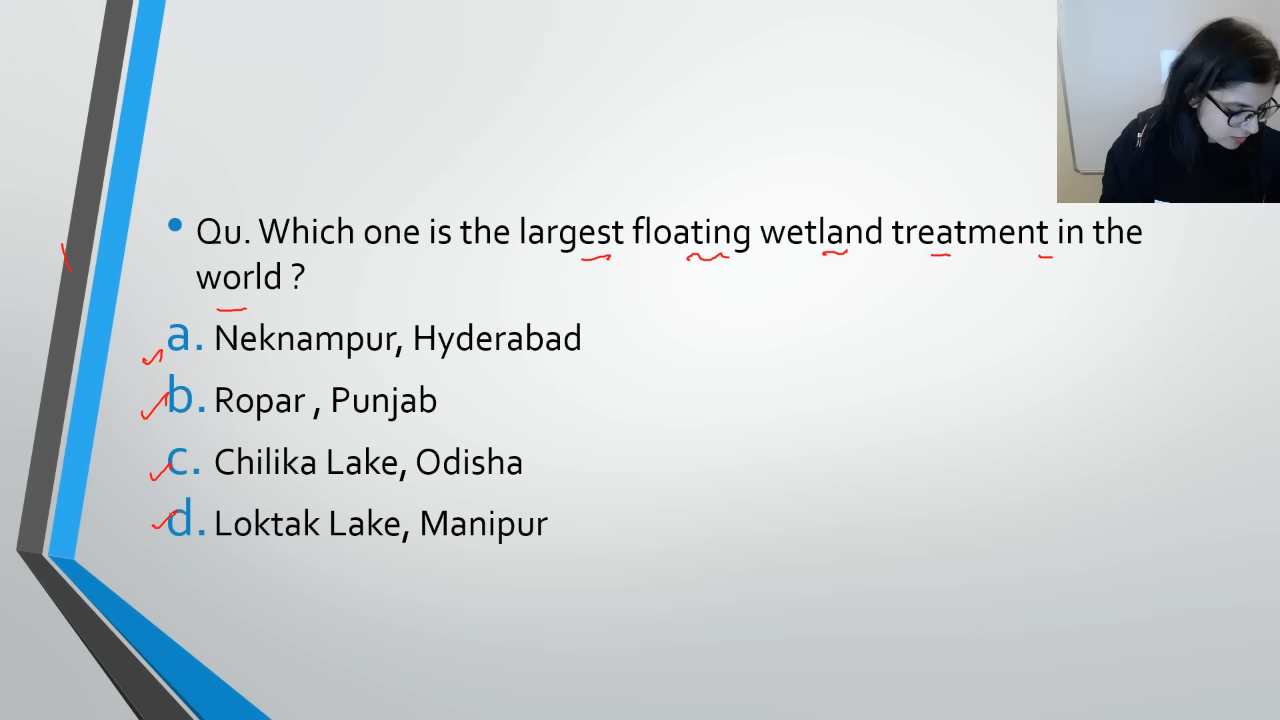 • Qu. Which one is the largest floating wetland treatment in the
world ?
a. Neknampur, Hyderabad
b. Ropar , Punjab
c. Chilika Lake, Odisha
d. Loktak Lake, Manipur